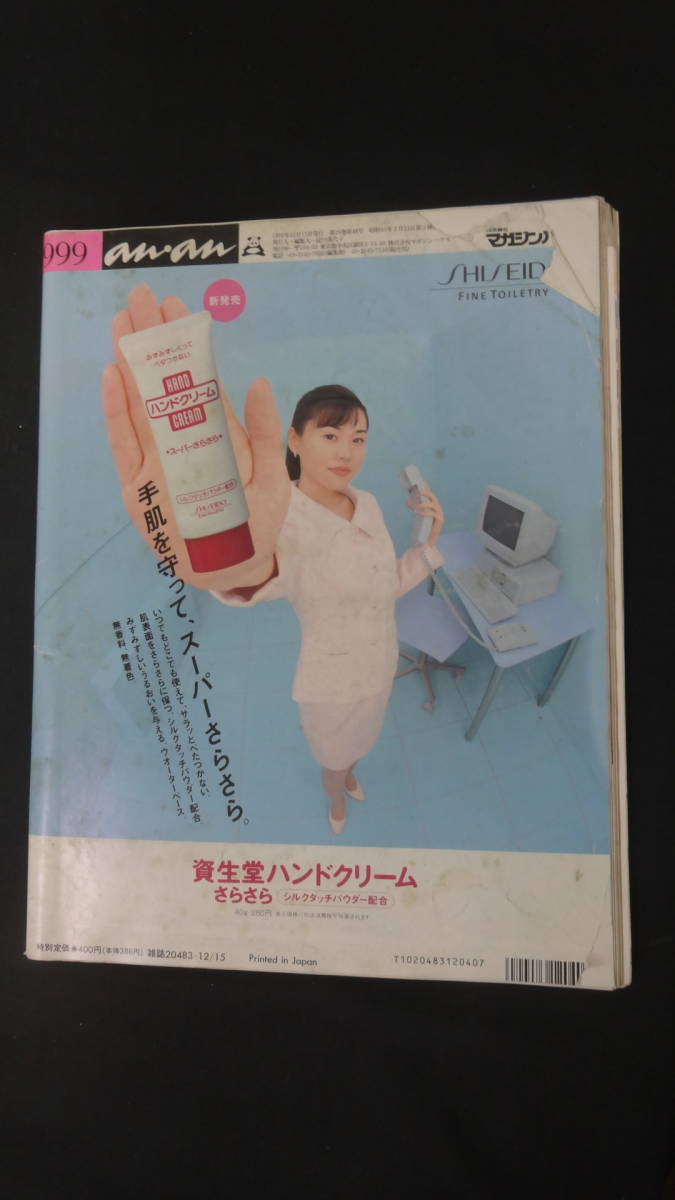 999
an・an
マガジン
SHISEID
FINE TOILETRY
新発売
みずみずしくって
ベタつかない
HAND
ハンド・クリーム
CREAM
スーパーさらさら
SHISEIDO
手肌を守って、スーパーさらさら。
いつでもどこでも使えて、サラッとべたつかない。
肌表面をさらさらに保つ、シルクタッチパウダー配合
みずみずしいうるおいを与える、ウオーターベース。
無香料、無着色。
資生堂ハンドクリーム
さらさら シルクタッチパウダー配合
特別定価 400円(本体388円) 雑誌20483-12/15 Printed in Japan T1020483120407